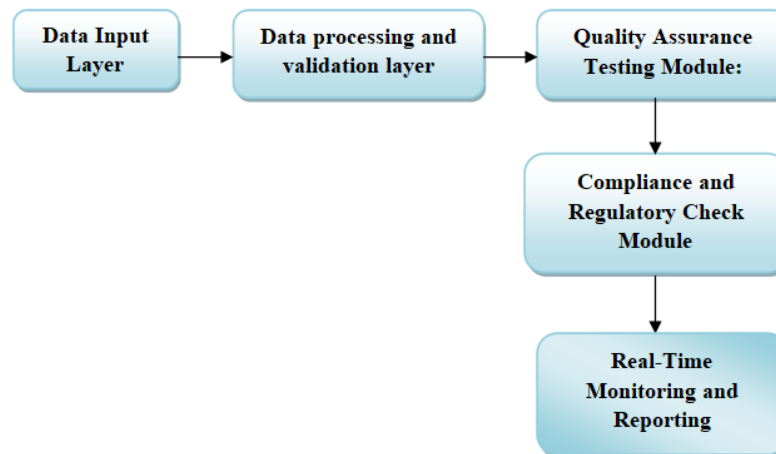 Data Input
Layer
Data processing and
validation layer
Quality Assurance
Testing Module:
Compliance and
Regulatory Check
Module
Real-Time
Monitoring and
Reporting